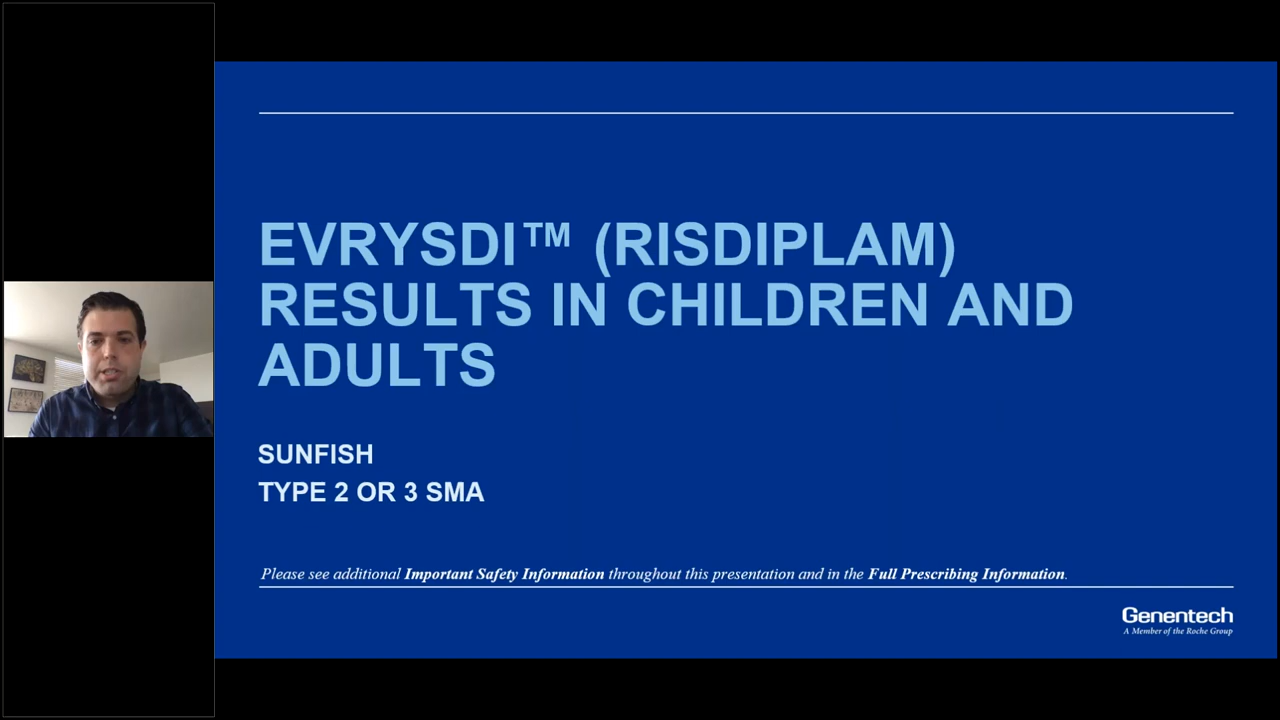 EVRYSDI™ (RISDIPLAM)
RESULTS IN CHILDREN AND
ADULTS
SUNFISH
TYPE 2 OR 3 SMA
Please see additional Important Safety Information throughout this presentation and in the Full Prescribing Information.
Genentech
A Member of the Roche Group